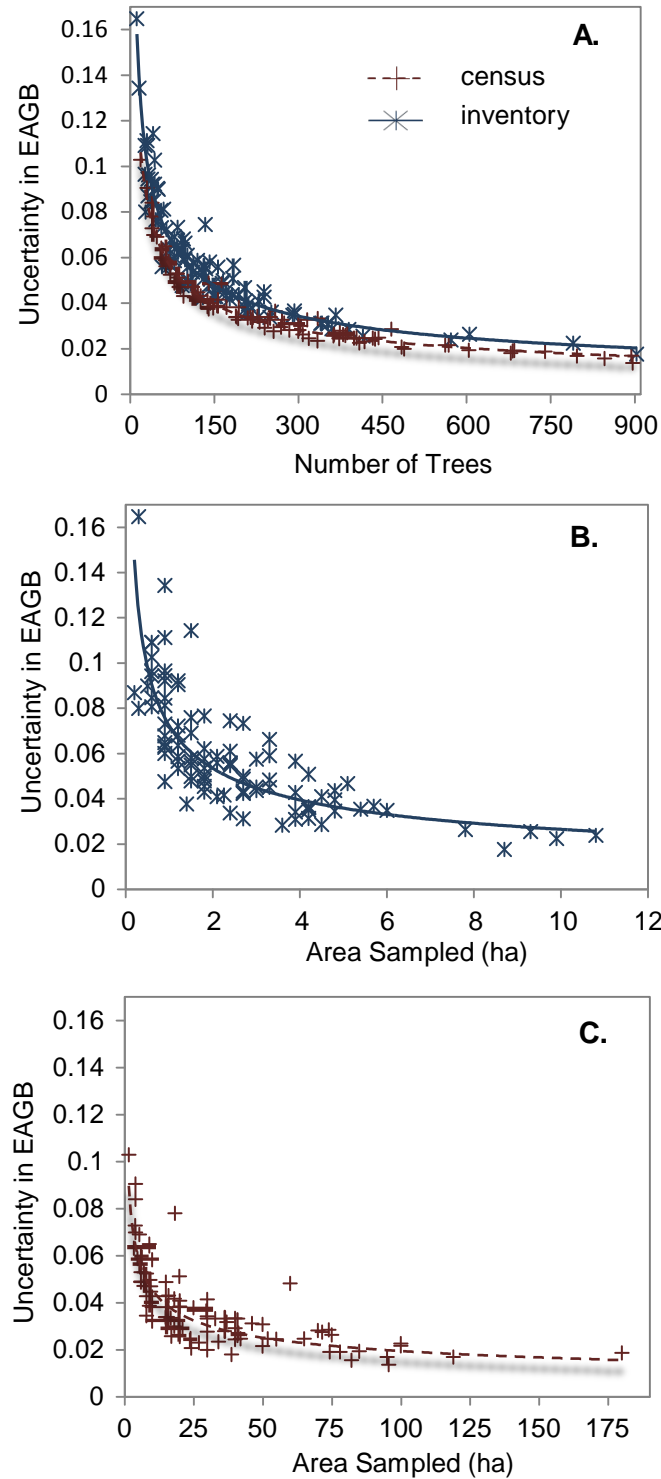 A.
census
inventory
Uncertainty in EAGB
0.16
0.14
0.12
0.1
0.08
0.06
0.04
0.02
0
0 150 300 450 600 750 900
Number of Trees
B.
Uncertainty in EAGB
0.16
0.14
0.12
0.1
0.08
0.06
0.04
0.02
0
0 2 4 6 8 10 12
Area Sampled (ha)
C.
Uncertainty in EAGB
0.16
0.14
0.12
0.1
0.08
0.06
0.04
0.02
0
0 25 50 75 100 125 150 175
Area Sampled (ha)